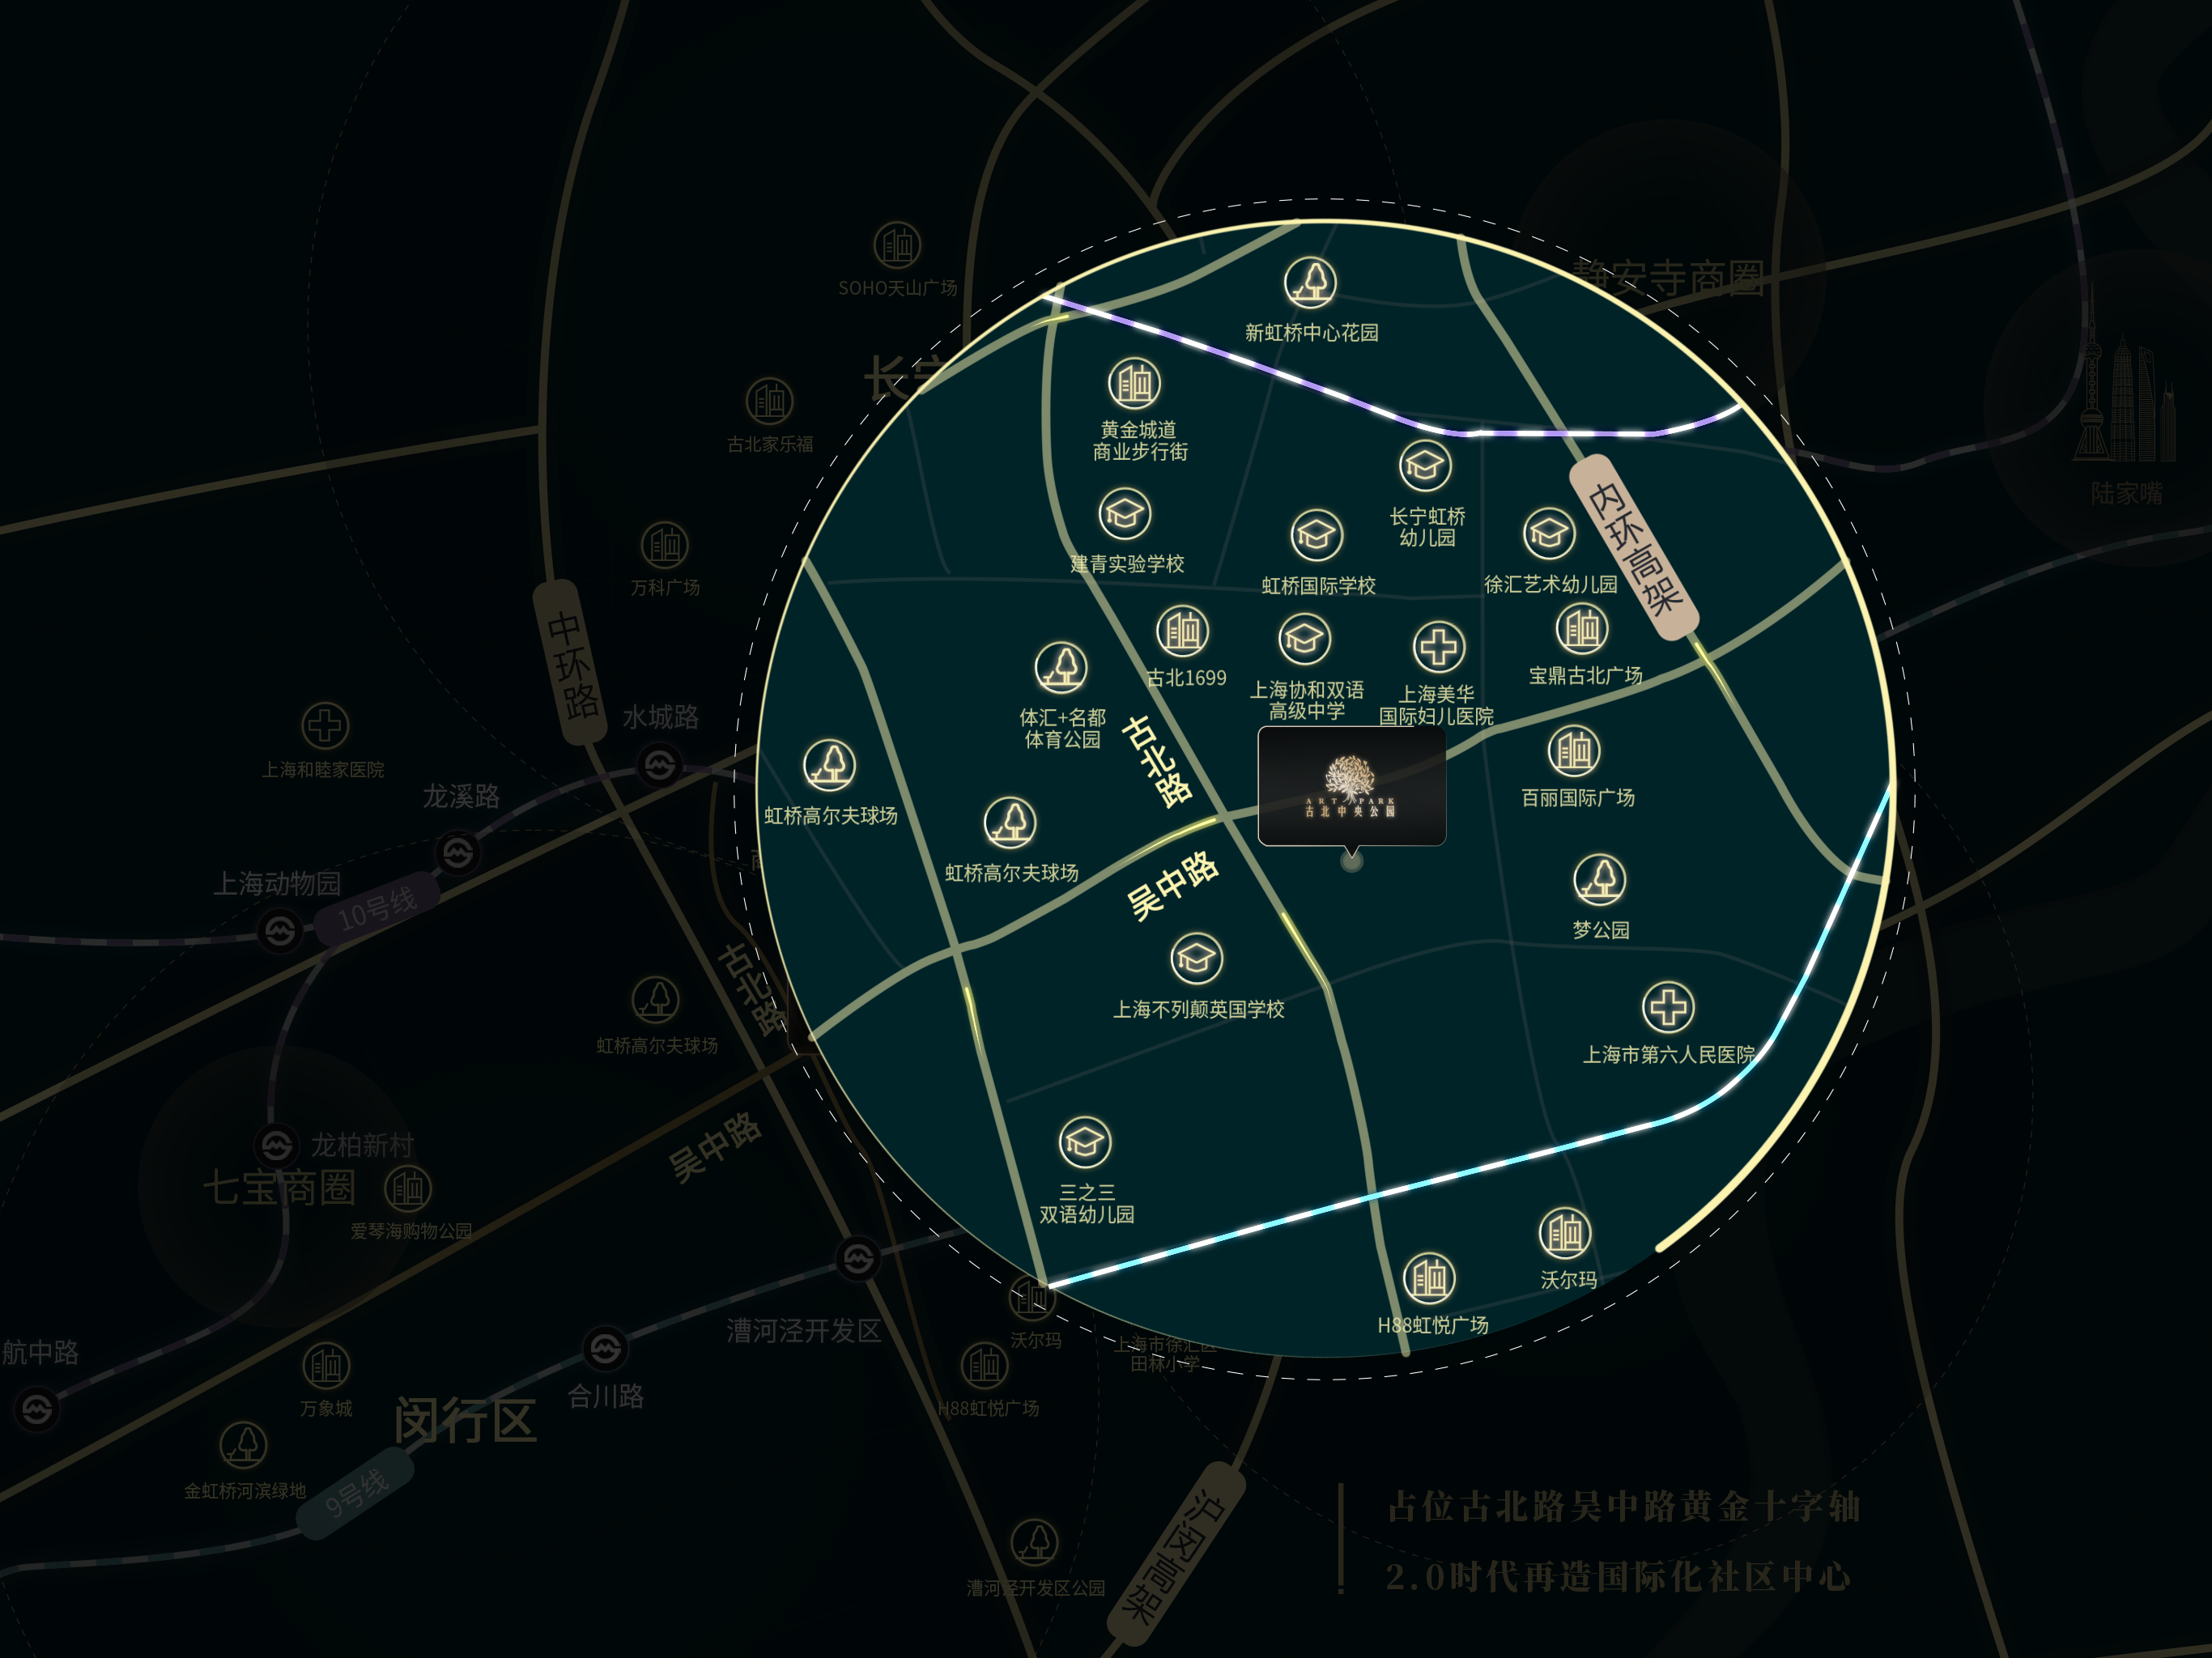 静安寺商圈
SOHO天山广场
新虹桥中心花园
长宁
古北家乐福
黄金城道
商业步行街
陆家嘴
内环高架
长宁虹桥
幼儿园
建青实验学校
虹桥国际学校
徐汇艺术幼儿园
万科广场
中环路
古北1699
上海协和双语
高级中学
上海美华
国际妇儿医院
宝鼎古北广场
水城路
体汇+名都
体育公园
古北路
上海和睦家医院
龙溪路
ART PARK
古北中央公园
百丽国际广场
虹桥高尔夫球场
虹桥高尔夫球场
上海动物园
10号线
吴中路
梦公园
古北路
上海不列颠英国学校
虹桥高尔夫球场
上海市第六人民医院
龙柏新村
吴中路
七宝商圈
爱琴海购物公园
三之三
双语幼儿园
沃尔玛
H88虹悦广场
漕河泾开发区
沃尔玛
上海市徐汇区
田林小学
航中路
合川路
万象城
H88虹悦广场
闵行区
金虹桥河滨绿地
9号线
沪闵高架
漕河泾开发区公园
占位古北路吴中路黄金十字轴
2.0时代再造国际化社区中心